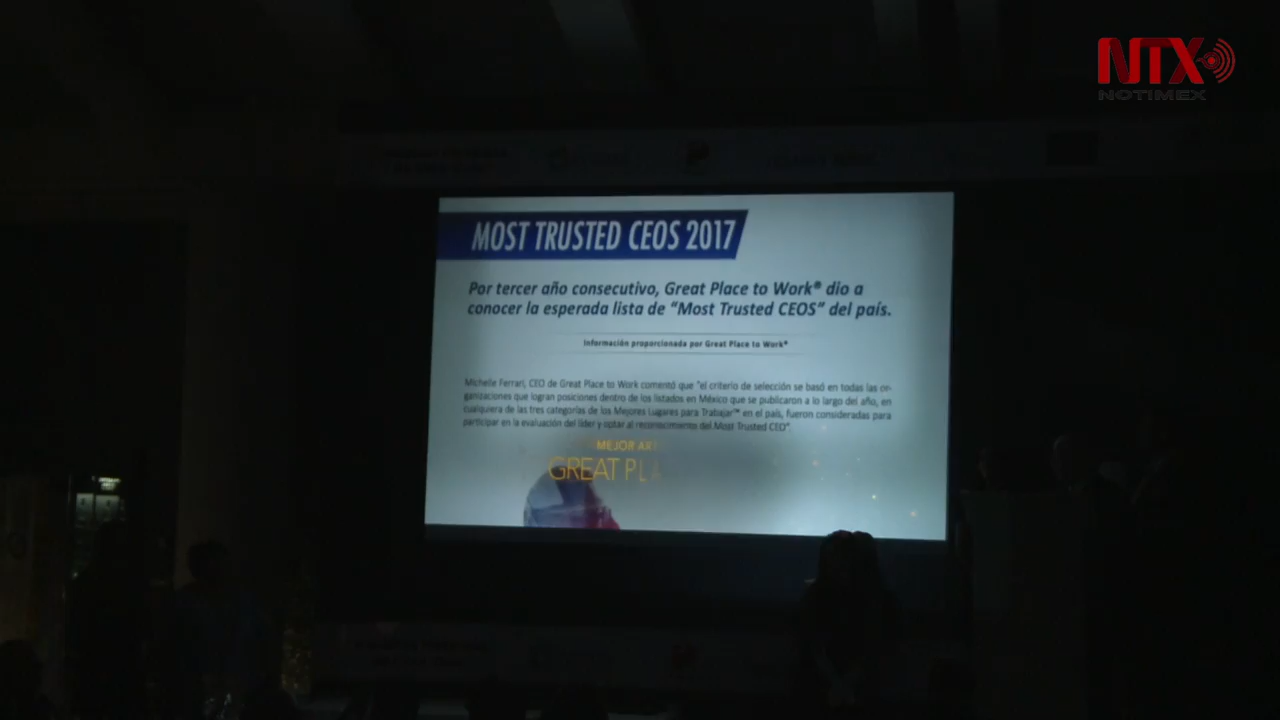 NTX
NOTIMEX
MOST TRUSTED CEOS 2017
Por tercer año consecutivo, Great Place to Work® dio a
conocer la esperada lista de “Most Trusted CEOS” del país.
Información proporcionada por Great Place to Work®
Michelle Ferrari, CEO de Great Place to Work comentó que "el criterio de selección se basó en todas las or-
ganizaciones que logran posiciones dentro de los listados en México que se publicaron a lo largo del año, en
cualquiera de las tres categorías de los Mejores Lugares para Trabajar™ en el país, fueron consideradas para
participar en la evaluación del líder y optar al reconocimiento del Most Trusted CEO".
MEJOR AR
GREAT PLA